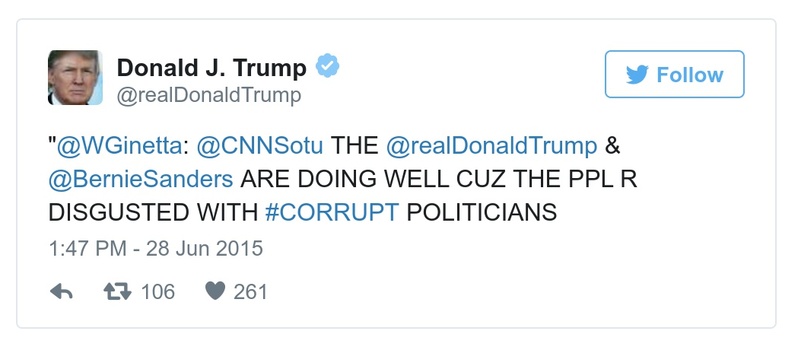 Donald J. Trump
@realDonaldTrump
Follow
"@WGinetta: @CNNSotu THE @realDonaldTrump &
@BernieSanders ARE DOING WELL CUZ THE PPL R
DISGUSTED WITH #CORRUPT POLITICIANS
1:47 PM - 28 Jun 2015
106 261